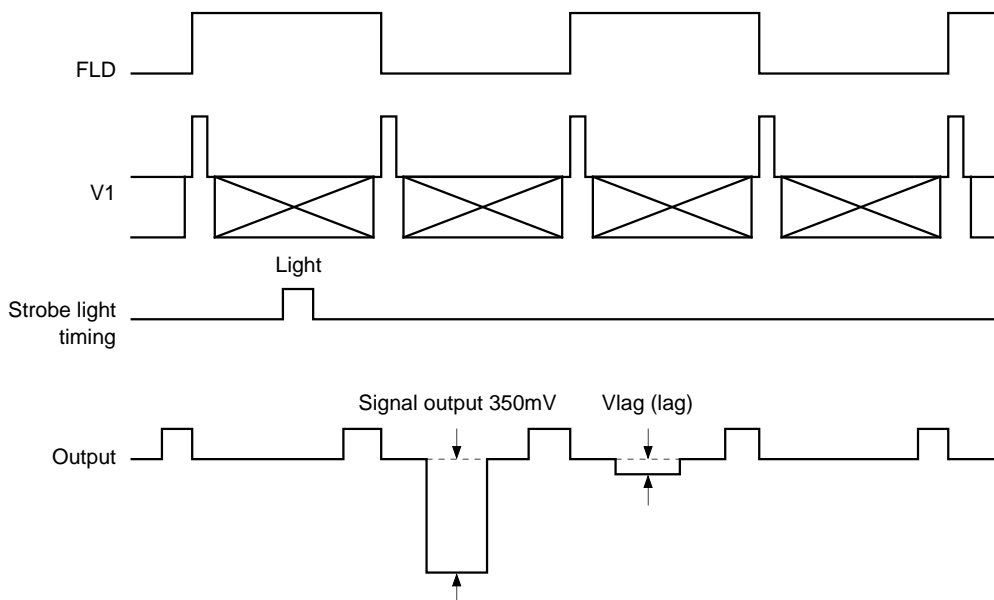 FLD
V1
Light
Strobe light
timing
Signal output 350mV
Vlag (lag)
Output